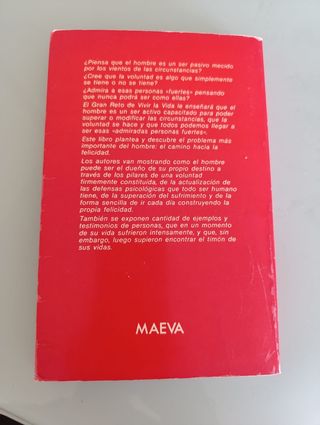 ¿Piensa que el hombre es un ser pasivo mecido
por los vientos de las circunstancias?
¿Cree que la voluntad es algo que simplemente
se tiene o no se tiene?
¿Admira a esas personas «fuertes» pensando
que nunca podrá ser como ellas?
El Gran Reto de Vivir la Vida le enseñará que el
hombre es un ser activo capacitado para poder
superar o modificar las circunstancias, que la
voluntad se hace y que todos podemos llegar a
ser esas «admiradas personas fuertes».
Este libro plantea y descubre el problema más
importante del hombre: el camino hacia la
felicidad.
Los autores van mostrando como el hombre
puede ser el dueño de su propio destino a
través de los pilares de una voluntad
firmemente constituida, de la actualización de
las defensas psicológicas que todo ser humano
tiene, de la superación del sufrimiento y de la
forma sencilla de ir cada día construyendo la
propia felicidad.
También se exponen cantidad de ejemplos y
testimonios de personas, que en un momento
de su vida sufrieron intensamente, y que, sin
embargo, luego supieron encontrar el timón de
sus vidas.
MAEVA